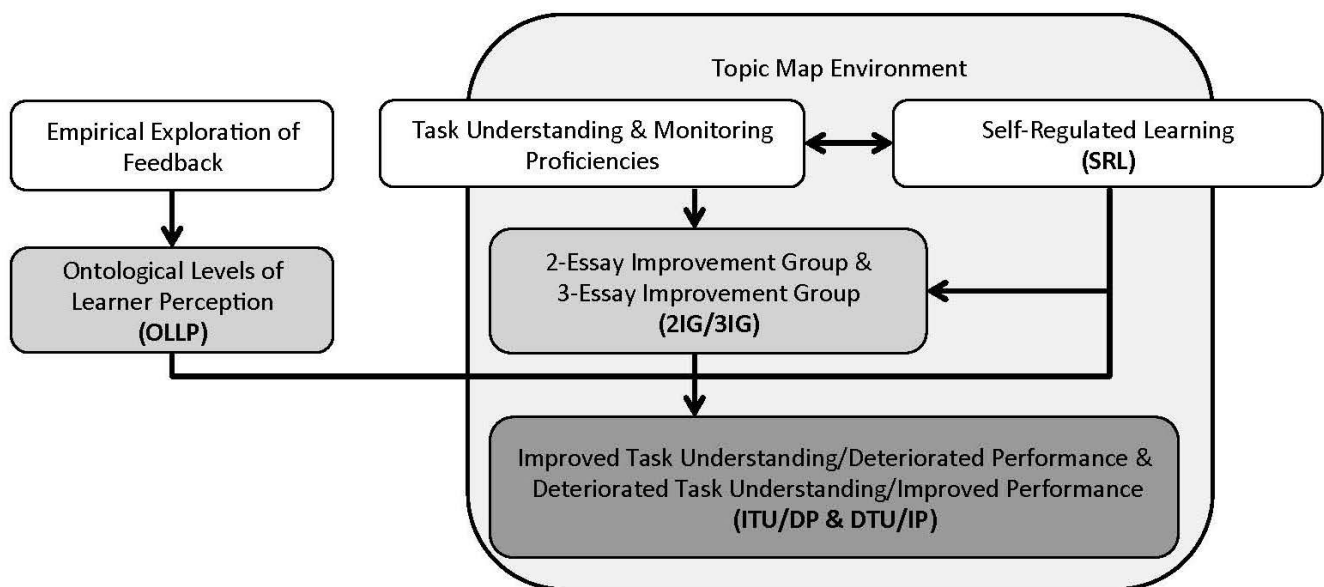 Topic Map Environment
Empirical Exploration of
Feedback
Task Understanding & Monitoring
Proficiencies
Self-Regulated Learning
(SRL)
Ontological Levels of
Learner Perception
(OLLP)
2-Essay Improvement Group &
3-Essay Improvement Group
(2IG/3IG)
Improved Task Understanding/Deteriorated Performance &
Deteriorated Task Understanding/Improved Performance
(ITU/DP & DTU/IP)